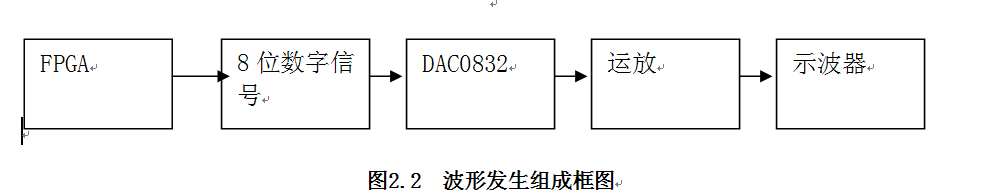 FPGA
8位数字信
号
DAC0832
运放
示波器
图2.2 波形发生组成框图